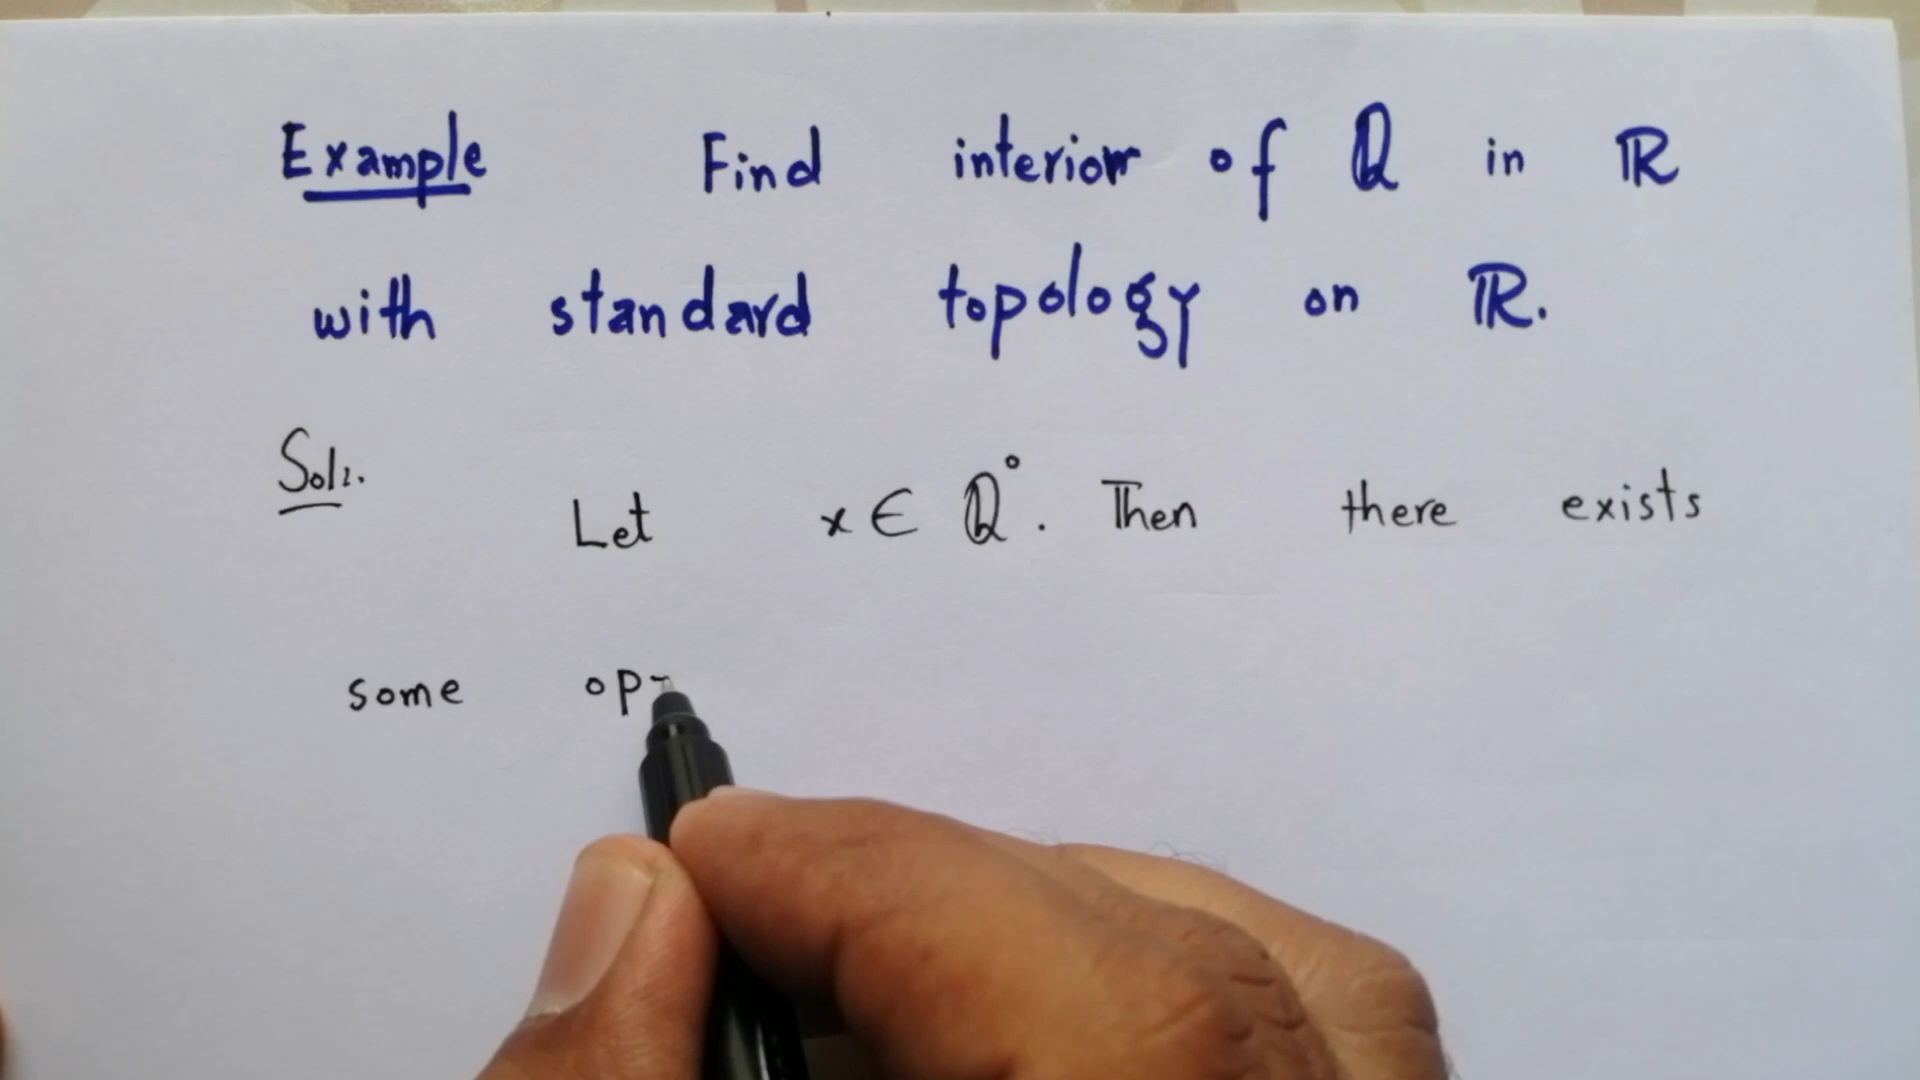 Example Find interior of ℚ in ℝ
with standard topology on ℝ.
Sol:. Let x ∈ ℚ°. Then there exists
some op